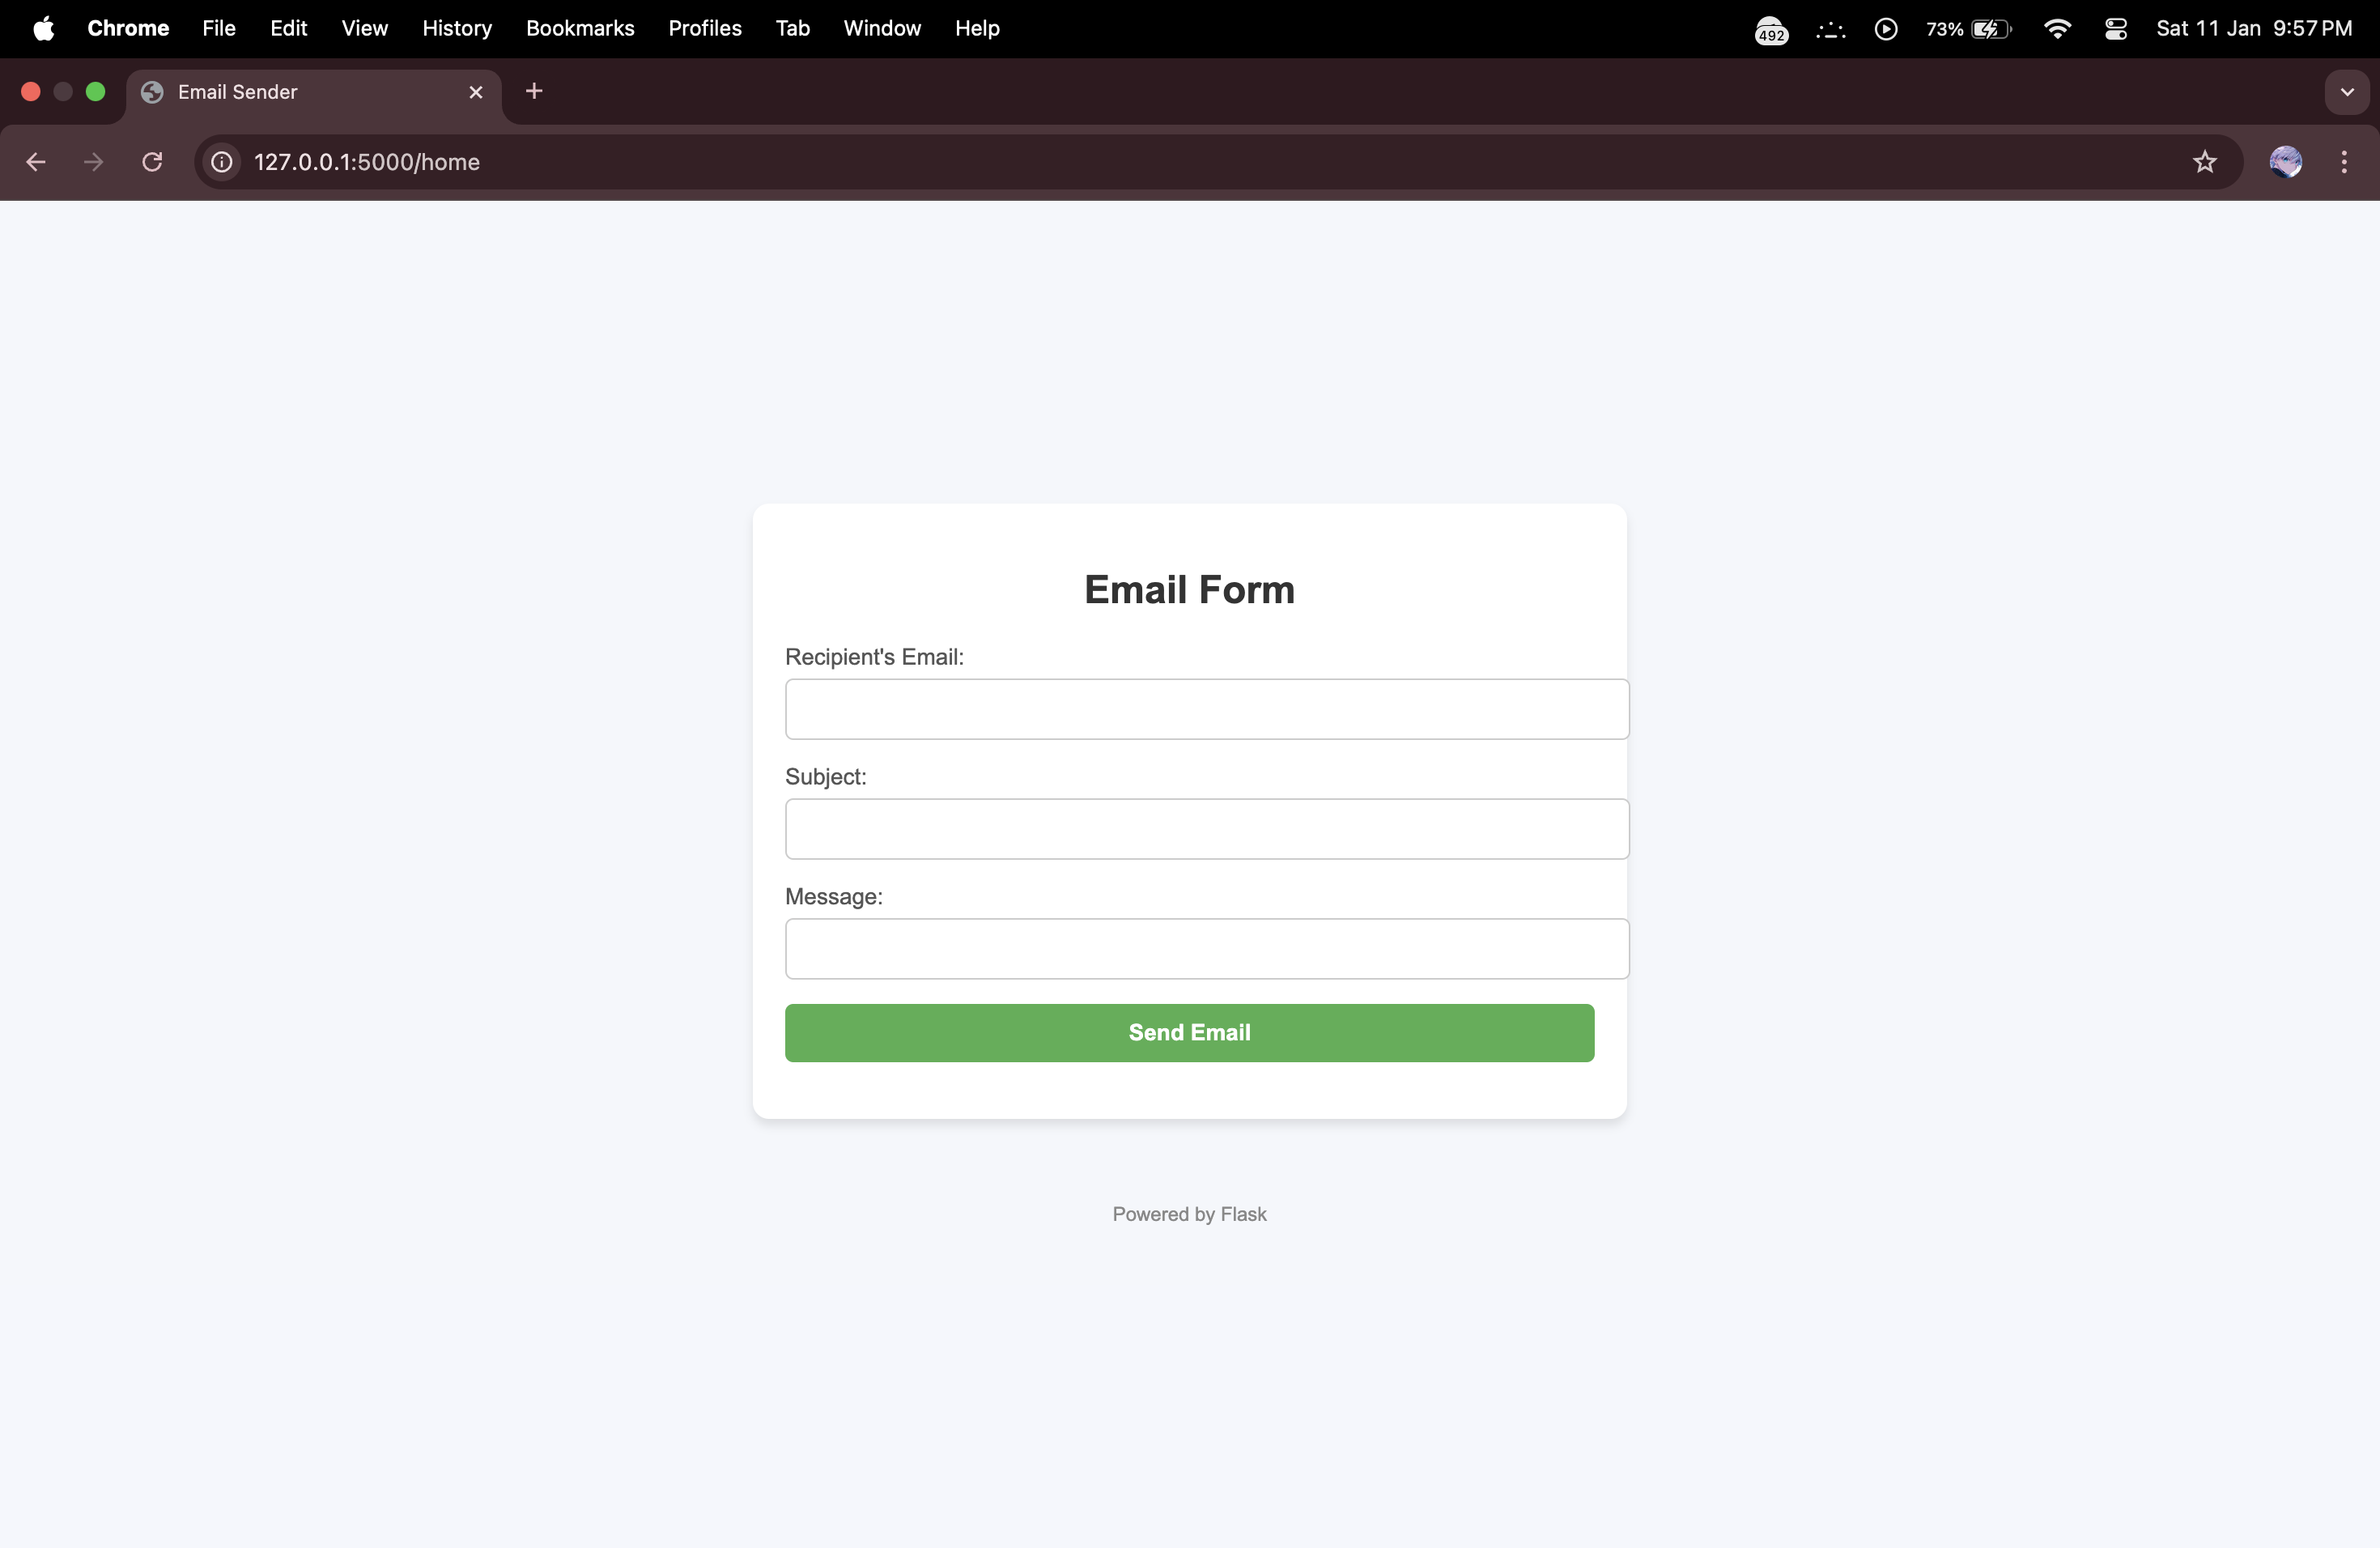 Chrome File Edit View History Bookmarks Profiles Tab Window Help 492 73% Sat 11 Jan 9:57 PM
Email Sender
127.0.0.1:5000/home
Email Form
Recipient's Email:
Subject:
Message:
Send Email
Powered by Flask